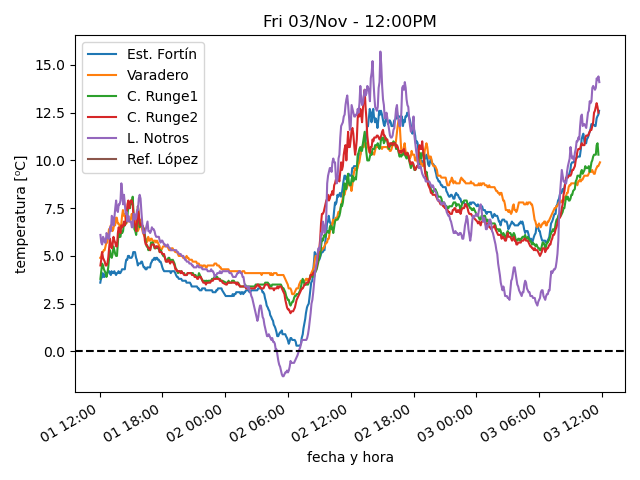 Fri 03/Nov - 12:00PM
temperatura [ºC]
15.0
12.5
10.0
7.5
5.0
2.5
0.0
Est. Fortín
Varadero
C. Runge1
C. Runge2
L. Notros
Ref. López
01 12:00
01 18:00
02 00:00
02 06:00
02 12:00
02 18:00
03 00:00
03 06:00
03 12:00
fecha y hora